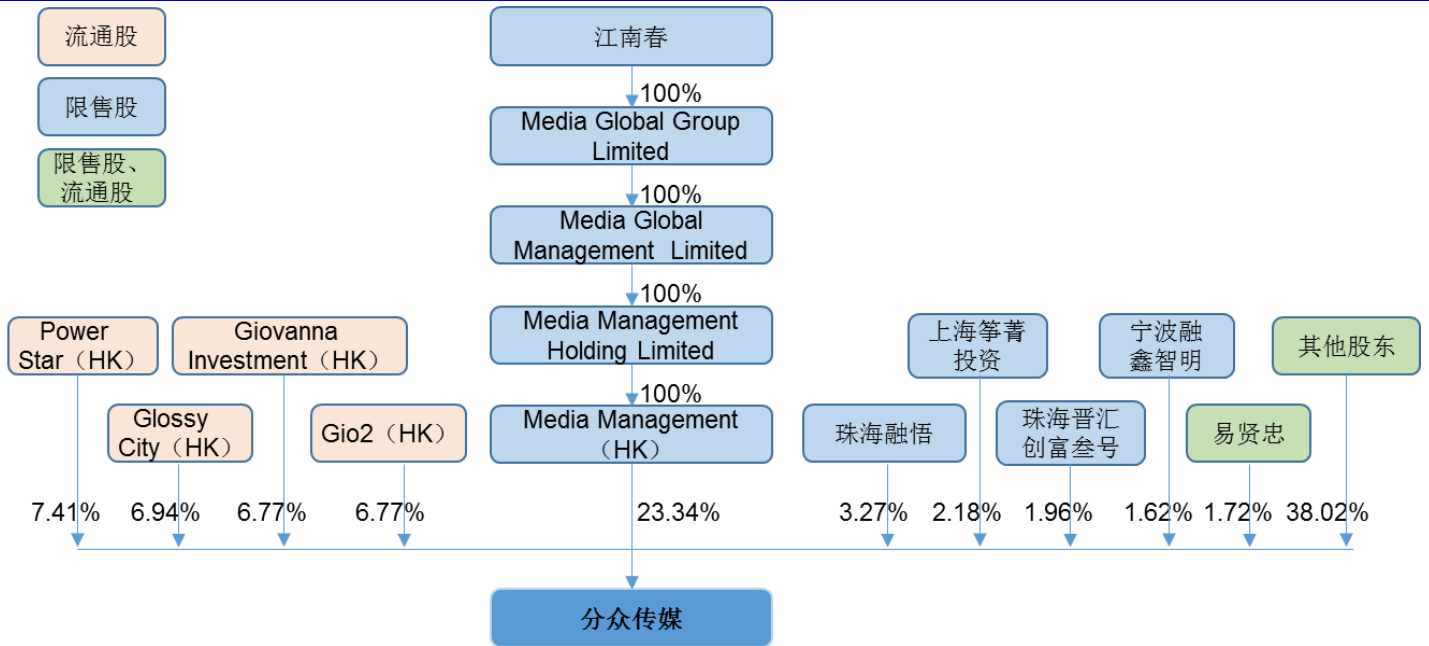 流通股
限售股
限售股、
流通股
江南春
100%
Media Global Group
Limited
100%
Media Global
Management Limited
100%
Media Management
Holding Limited
100%
Media Management
（HK）
Power
Star（HK）
Giovanna
Investment（HK）
Glossy
City（HK）
Gio2（HK）
上海筝菁
投资
宁波融
鑫智明
其他股东
珠海融悟
珠海晋汇
创富叁号
易贤忠
7.41%
6.94%
6.77%
6.77%
23.34%
3.27%
2.18%
1.96%
1.62%
1.72%
38.02%
分众传媒